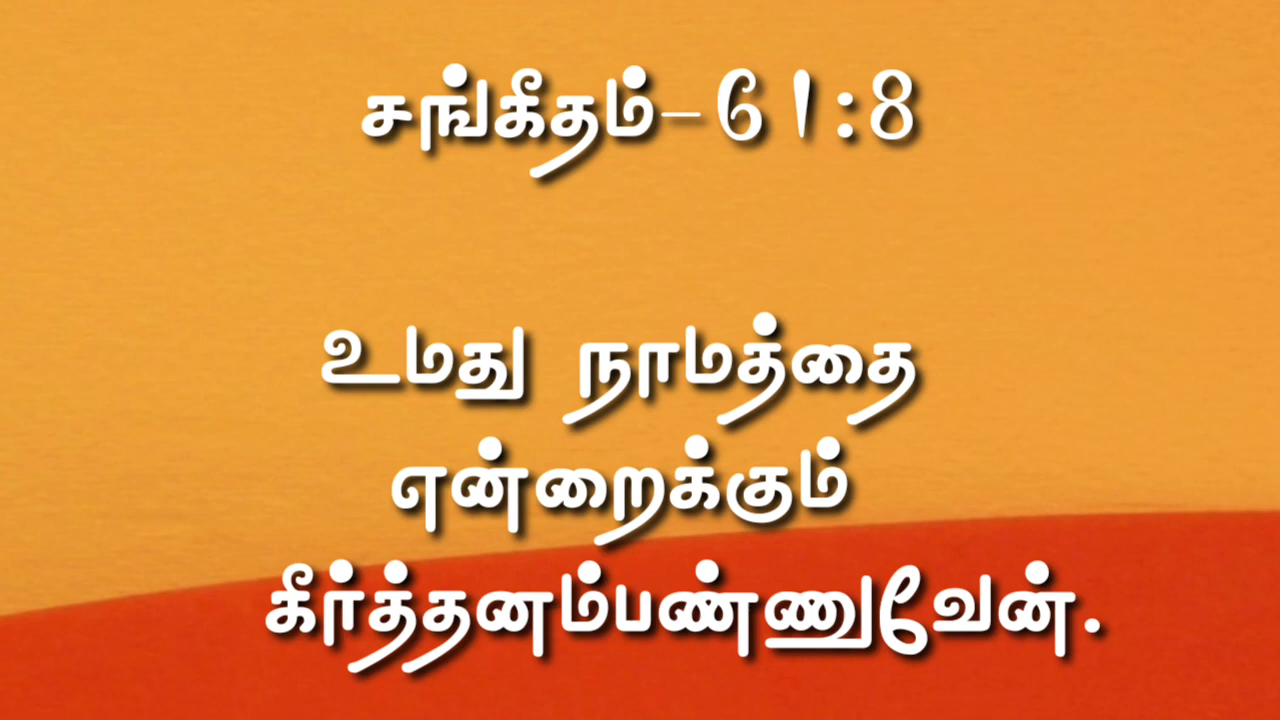 சங்கீதம்-61:8
உமது நாமத்தை
என்றைக்கும்
கீர்த்தனம்பண்ணுவேன்.